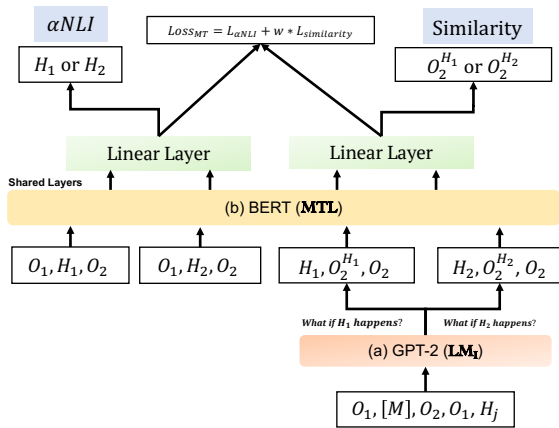 αNLI
Loss_MT = L_αNLI + w * L_similarity
Similarity
H_1 or H_2
O_2^{H_1} or O_2^{H_2}
Linear Layer
Linear Layer
Shared Layers
(b) BERT (MTL)
O_1, H_1, O_2
O_1, H_2, O_2
H_1, O_2^{H_1}, O_2
H_2, O_2^{H_2}, O_2
What if H_1 happens?
What if H_2 happens?
(a) GPT-2 (LM_I)
O_1, [M], O_2, O_1, H_j